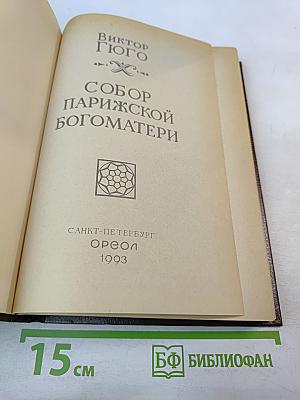 ВИКТОР
ГЮГО
СОБОР
ПАРИЖСКОЙ
БОГОМАТЕРИ
САНКТ-ПЕТЕРБУРГ
ОРЕОЛ
1993
15 см
БФ БИБЛИОФАН